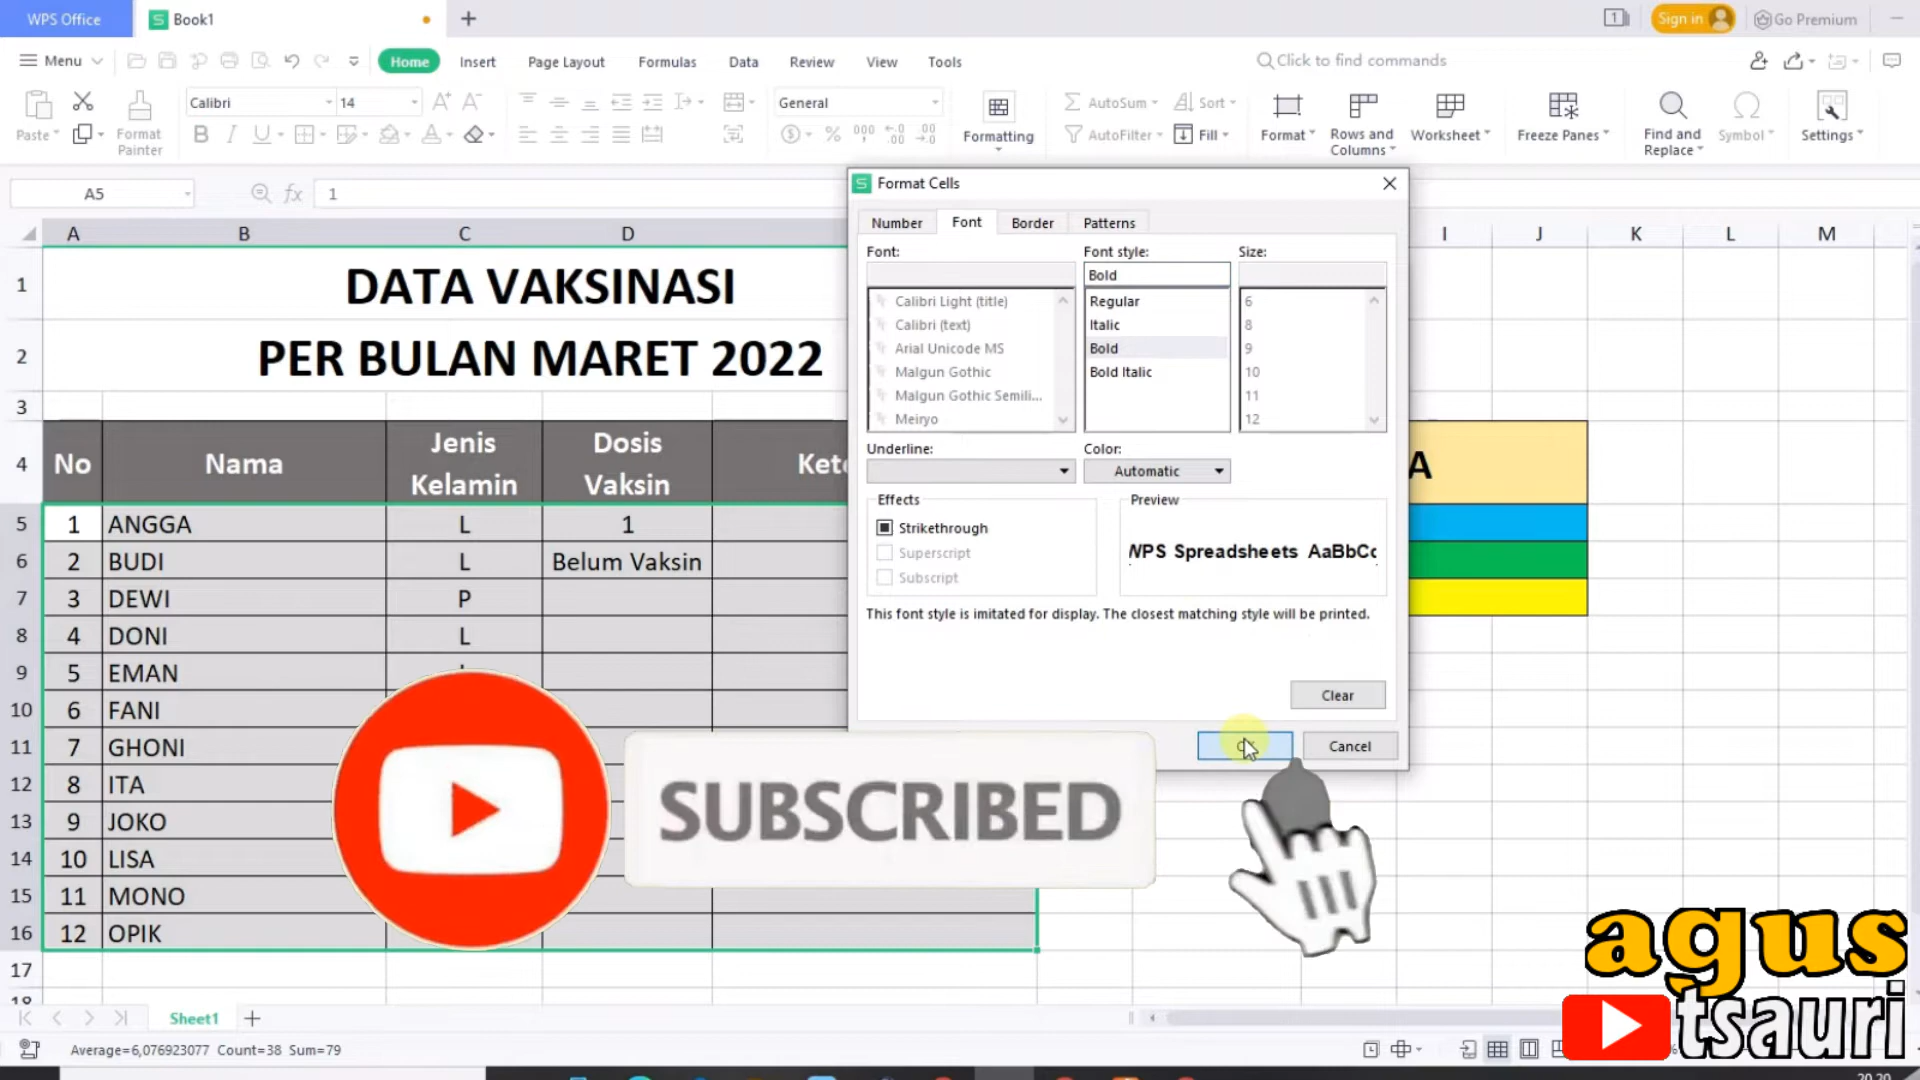 WPS Office
Book1
Sign in
Go Premium
Menu
Home
Insert
Page Layout
Formulas
Data
Review
View
Tools
Click to find commands
Paste
Format Painter
Calibri
14
General
Formatting
AutoSum
AutoFilter
Sort
Fill
Format
Rows and Columns
Worksheet
Freeze Panes
Find and Replace
Symbol
Settings
A5
fx
1
A B C D I J K L M
1 DATA VAKSINASI
2 PER BULAN MARET 2022
3
4 No Nama Jenis Kelamin Dosis Vaksin Kete A
5 1 ANGGA L 1
6 2 BUDI L Belum Vaksin
7 3 DEWI P
8 4 DONI L
9 5 EMAN
10 6 FANI
11 7 GHONI
12 8 ITA
13 9 JOKO
14 10 LISA
15 11 MONO
16 12 OPIK
17
18
Format Cells
Number
Font
Border
Patterns
Font:
Calibri Light (title)
Calibri (text)
Arial Unicode MS
Malgun Gothic
Malgun Gothic Semili...
Meiryo
Font style:
Bold
Regular
Italic
Bold
Bold Italic
Size:
6
8
9
10
11
12
Underline:
Color:
Automatic
Effects
Strikethrough
Superscript
Subscript
Preview
WPS Spreadsheets AaBbCc
This font style is imitated for display. The closest matching style will be printed.
Clear
Cancel
SUBSCRIBED
agus
tsauri
Sheet1
Average=6,076923077 Count=38 Sum=79
20.20